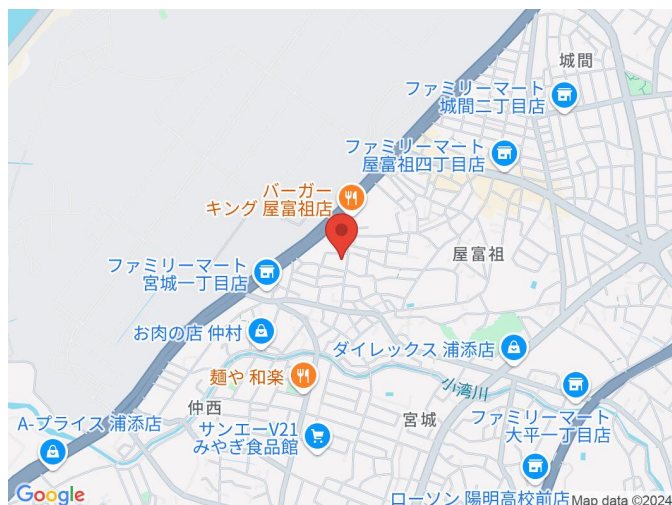 城間
ファミリーマート
城間二丁目店
ファミリーマート
屋富祖四丁目店
バーガー
キング 屋富祖店
屋富祖
ファミリーマート
宮城一丁目店
お肉の店 仲村
ダイレックス 浦添店
麺や 和楽
小湾川
仲西
宮城
ファミリーマート
大平一丁目店
A-プライス 浦添店
サンエーV21
みやぎ食品館
ローソン 陽明高校前店
Google
Map data ©2024